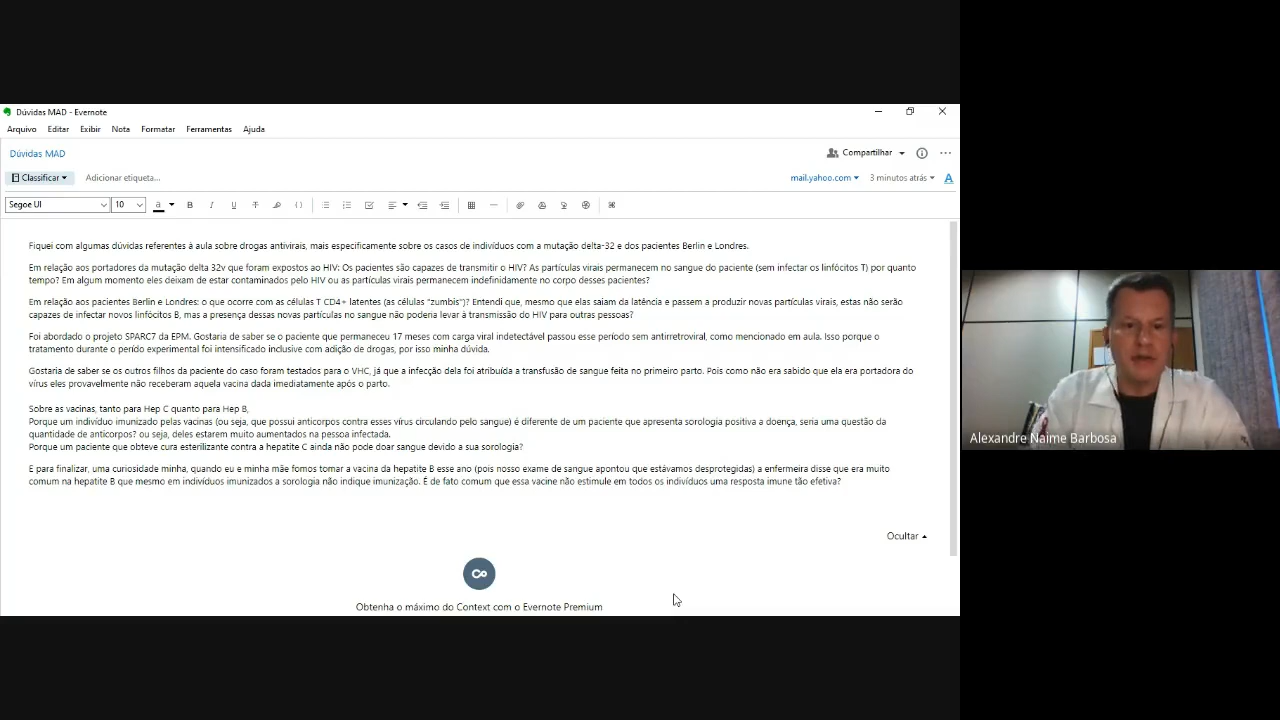 Dúvidas MAD - Evernote
Arquivo Editar Exibir Nota Formatar Ferramentas Ajuda
Dúvidas MAD
Compartilhar
Classificar
Adicionar etiqueta...
mail.yahoo.com
3 minutos atrás
A
Segoe UI
10
a B I U T
Fiquei com algumas dúvidas referentes à aula sobre drogas antivirais, mais especificamente sobre os casos de indivíduos com a mutação delta-32 e dos pacientes Berlin e Londres.
Em relação aos portadores da mutação delta 32v que foram expostos ao HIV: Os pacientes são capazes de transmitir o HIV? As partículas virais permanecem no sangue do paciente (sem infectar os linfócitos T) por quanto
tempo? Em algum momento eles deixam de estar contaminados pelo HIV ou as partículas virais permanecem indefinidamente no corpo desses pacientes?
Em relação aos pacientes Berlin e Londres: o que ocorre com as células T CD4+ latentes (as células "zumbis")? Entendi que, mesmo que elas saiam da latência e passem a produzir novas partículas virais, estas não serão
capazes de infectar novos linfócitos B, mas a presença dessas novas partículas no sangue não poderia levar à transmissão do HIV para outras pessoas?
Foi abordado o projeto SPARC7 da EPM. Gostaria de saber se o paciente que permaneceu 17 meses com carga viral indetectável passou esse período sem antirretroviral, como mencionado em aula. Isso porque o
tratamento durante o perído experimental foi intensificado inclusive com adição de drogas, por isso minha dúvida.
Gostaria de saber se os outros filhos da paciente do caso foram testados para o VHC, já que a infecção dela foi atribuída a transfusão de sangue feita no primeiro parto. Pois como não era sabido que ela era portadora do
vírus eles provavelmente não receberam aquela vacina dada imediatamente após o parto.
Sobre as vacinas, tanto para Hep C quanto para Hep B,
Porque um indivíduo imunizado pelas vacinas (ou seja, que possui anticorpos contra esses vírus circulando pelo sangue) é diferente de um paciente que apresenta sorologia positiva a doença, seria uma questão da
quantidade de anticorpos? ou seja, deles estarem muito aumentados na pessoa infectada.
Porque um paciente que obteve cura esterilizante contra a hepatite C ainda não pode doar sangue devido a sua sorologia?
E para finalizar, uma curiosidade minha, quando eu e minha mãe fomos tomar a vacina da hepatite B esse ano (pois nosso exame de sangue apontou que estávamos desprotegidas) a enfermeira disse que era muito
comum na hepatite B que mesmo em indivíduos imunizados a sorologia não indique imunização. É de fato comum que essa vacine não estimule em todos os indivíduos uma resposta imune tão efetiva?
Ocultar
Obtenha o máximo do Context com o Evernote Premium
Alexandre Naime Barbosa